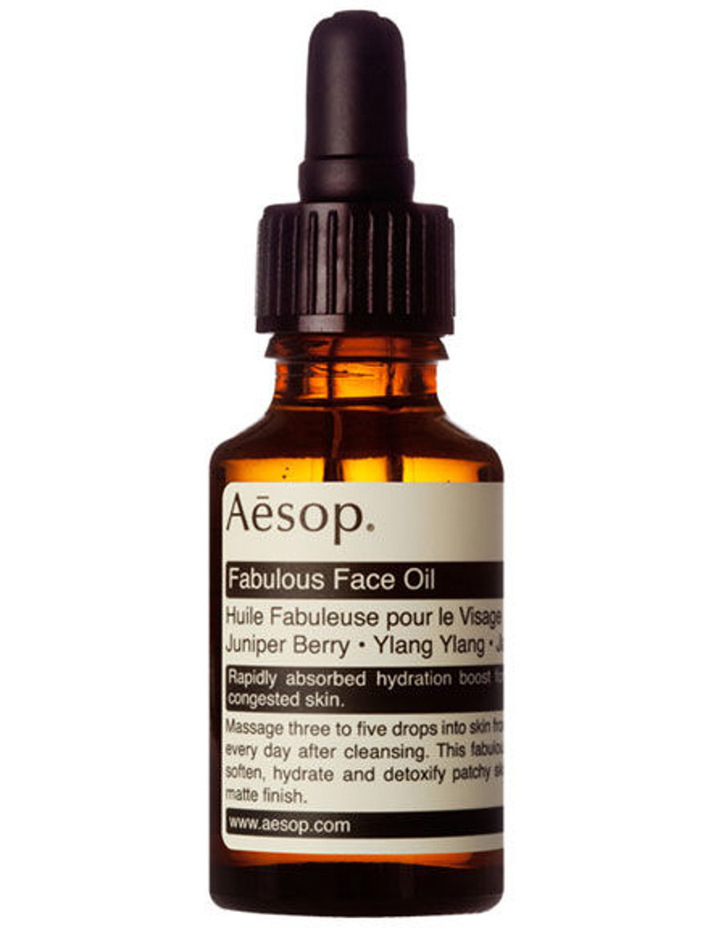 Aēsop.®
Fabulous Face Oil
Huile Fabuleuse pour le Visage
Juniper Berry • Ylang Ylang •
Rapidly absorbed hydration boost
congested skin.
Massage three to five drops into skin
every day after cleansing. This
soften, hydrate and detoxify patchy
matte finish.
www.aesop.com